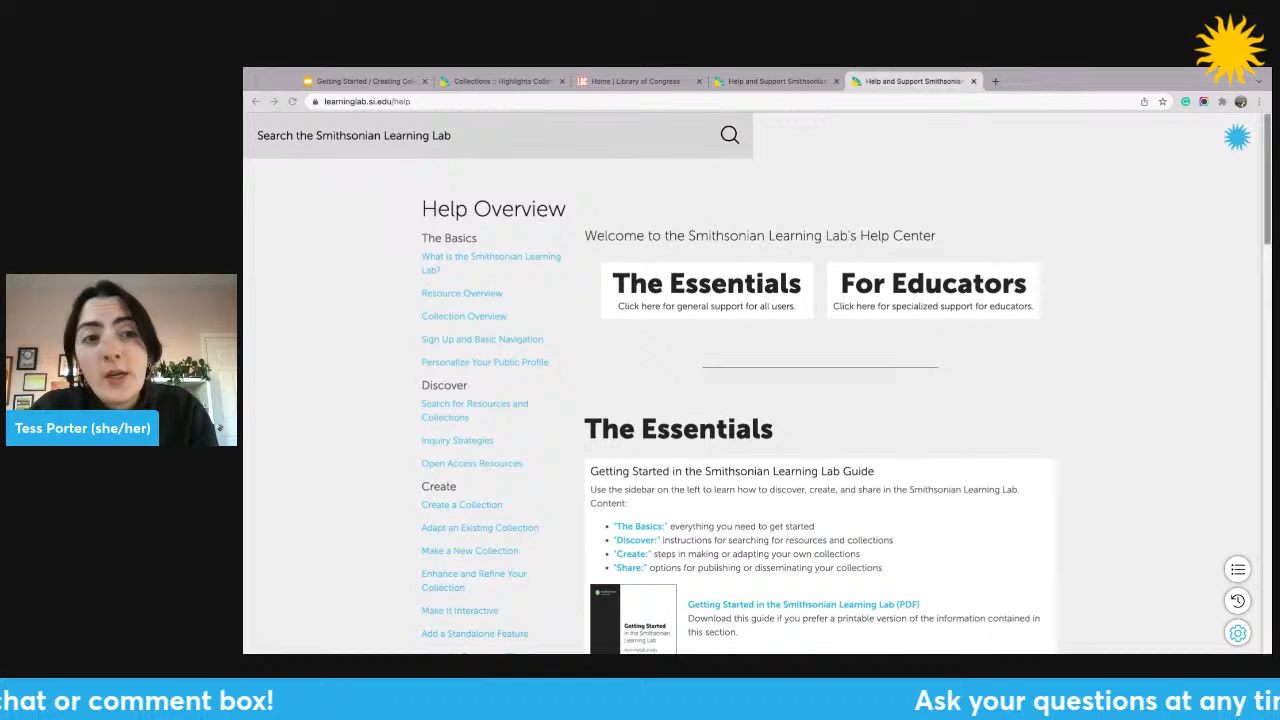 Getting Started / Creating Col
Collections :: Highlights Colle
Home | Library of Congress
Help and Support Smithsonian
Help and Support Smithsonian
learninglab.si.edu/help
Search the Smithsonian Learning Lab
Help Overview
The Basics
What is the Smithsonian Learning
Lab?
Resource Overview
Collection Overview
Sign Up and Basic Navigation
Personalize Your Public Profile
Discover
Search for Resources and
Collections
Inquiry Strategies
Open Access Resources
Create
Create a Collection
Adapt an Existing Collection
Make a New Collection
Enhance and Refine Your
Collection
Make It Interactive
Add a Standalone Feature
Welcome to the Smithsonian Learning Lab's Help Center
The Essentials
Click here for general support for all users.
For Educators
Click here for specialized support for educators.
The Essentials
Getting Started in the Smithsonian Learning Lab Guide
Use the sidebar on the left to learn how to discover, create, and share in the Smithsonian Learning Lab.
Content:
• "The Basics:" everything you need to get started
• "Discover:" instructions for searching for resources and collections
• "Create:" steps in making or adapting your own collections
• "Share:" options for publishing or disseminating your collections
Getting Started
in the Smithsonian
Learning Lab
Getting Started in the Smithsonian Learning Lab (PDF)
Download this guide if you prefer a printable version of the information contained in
this section.
Tess Porter (she/her)
chat or comment box!
Ask your questions at any tin